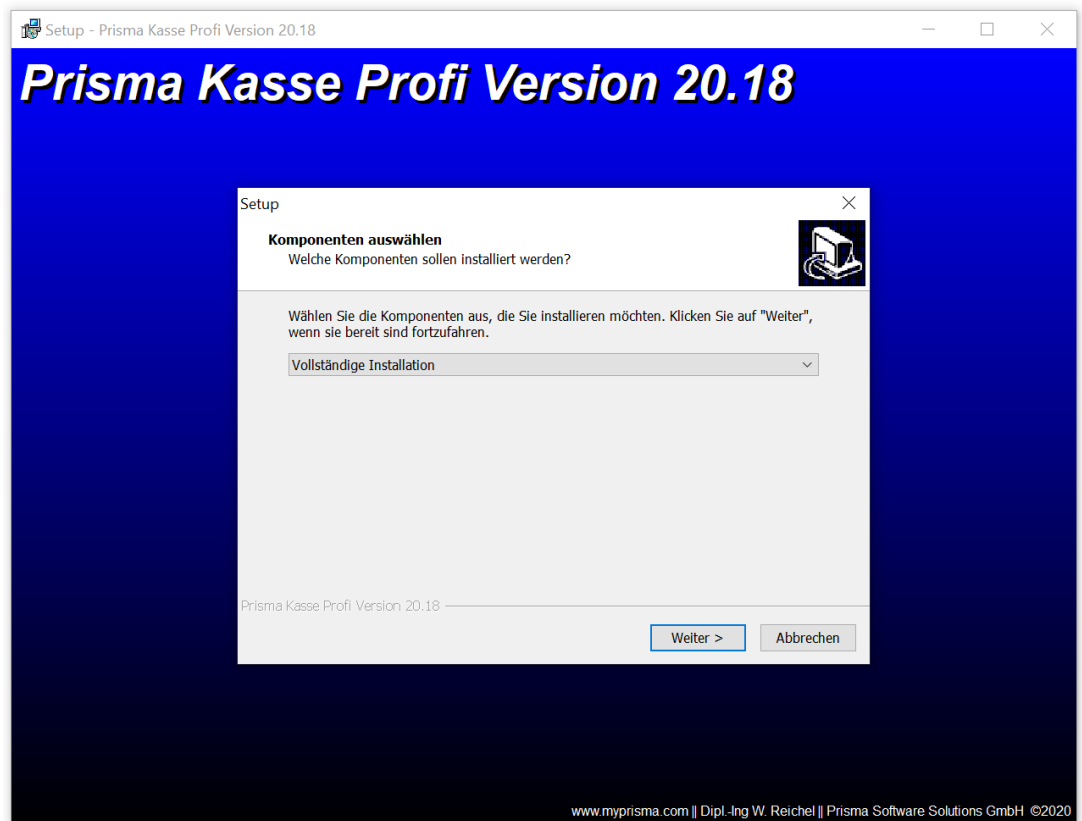 Setup - Prisma Kasse Profi Version 20.18
Prisma Kasse Profi Version 20.18
Setup
Komponenten auswählen
Welche Komponenten sollen installiert werden?
Wählen Sie die Komponenten aus, die Sie installieren möchten. Klicken Sie auf "Weiter",
wenn sie bereit sind fortzufahren.
Vollständige Installation
Prisma Kasse Profi Version 20.18
Weiter >
Abbrechen
www.myprisma.com || Dipl.-Ing W. Reichel || Prisma Software Solutions GmbH ©2020